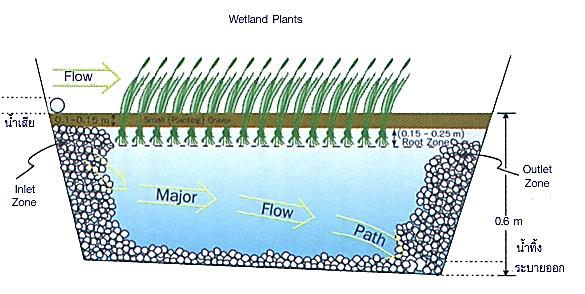 Wetland Plants
Flow
0.1-0.15 m
Small (Planting) Gravel
น้ำเสีย
(0.15 - 0.25 m)
Root Zone
Inlet
Zone
Major Flow Path
Outlet
Zone
0.6 m
น้ำทิ้ง
ระบายออก